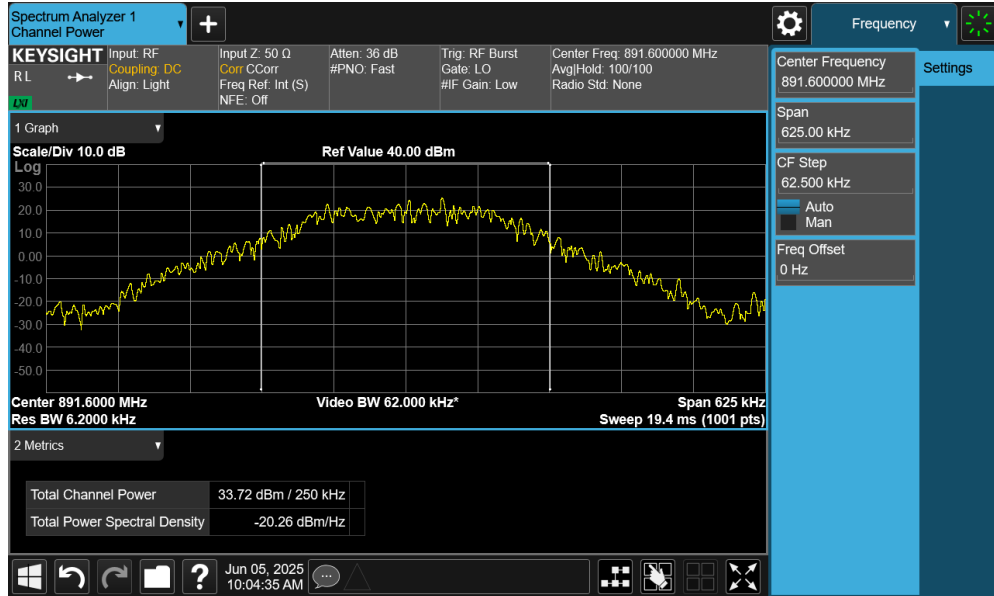 Spectrum Analyzer 1
Channel Power
+
Frequency
KEYSIGHT
R L
LXI
Input: RF
Coupling: DC
Align: Light
Input Z: 50 Ω
Corr CCorr
Freq Ref: Int (S)
NFE: Off
Atten: 36 dB
#PNO: Fast
Trig: RF Burst
Gate: LO
#IF Gain: Low
Center Freq: 891.600000 MHz
Avg|Hold: 100/100
Radio Std: None
Center Frequency
891.600000 MHz
Settings
Span
625.00 kHz
CF Step
62.500 kHz
Auto
Man
Freq Offset
0 Hz
1 Graph
Scale/Div 10.0 dB
Ref Value 40.00 dBm
Log
30.0
20.0
10.0
0.00
-10.0
-20.0
-30.0
-40.0
-50.0
Center 891.6000 MHz
Video BW 62.000 kHz*
Span 625 kHz
Res BW 6.2000 kHz
Sweep 19.4 ms (1001 pts)
2 Metrics
Total Channel Power 33.72 dBm / 250 kHz
Total Power Spectral Density -20.26 dBm/Hz
?
Jun 05, 2025
10:04:35 AM